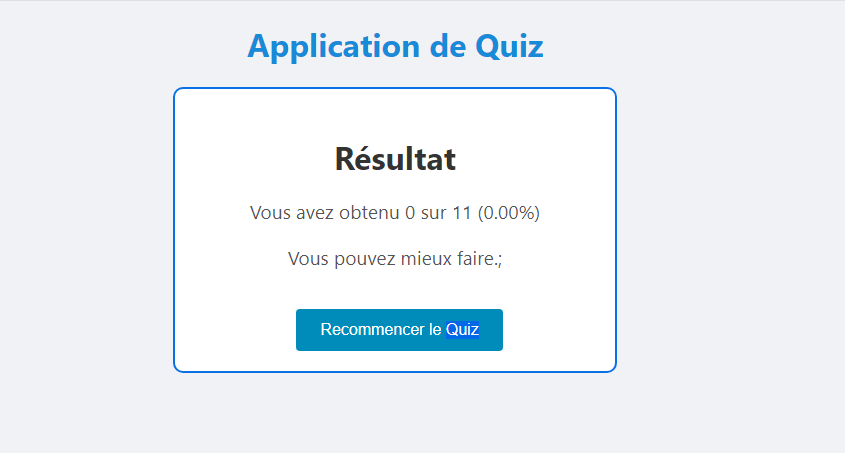 Application de Quiz
Résultat
Vous avez obtenu 0 sur 11 (0.00%)
Vous pouvez mieux faire.;
Recommencer le Quiz